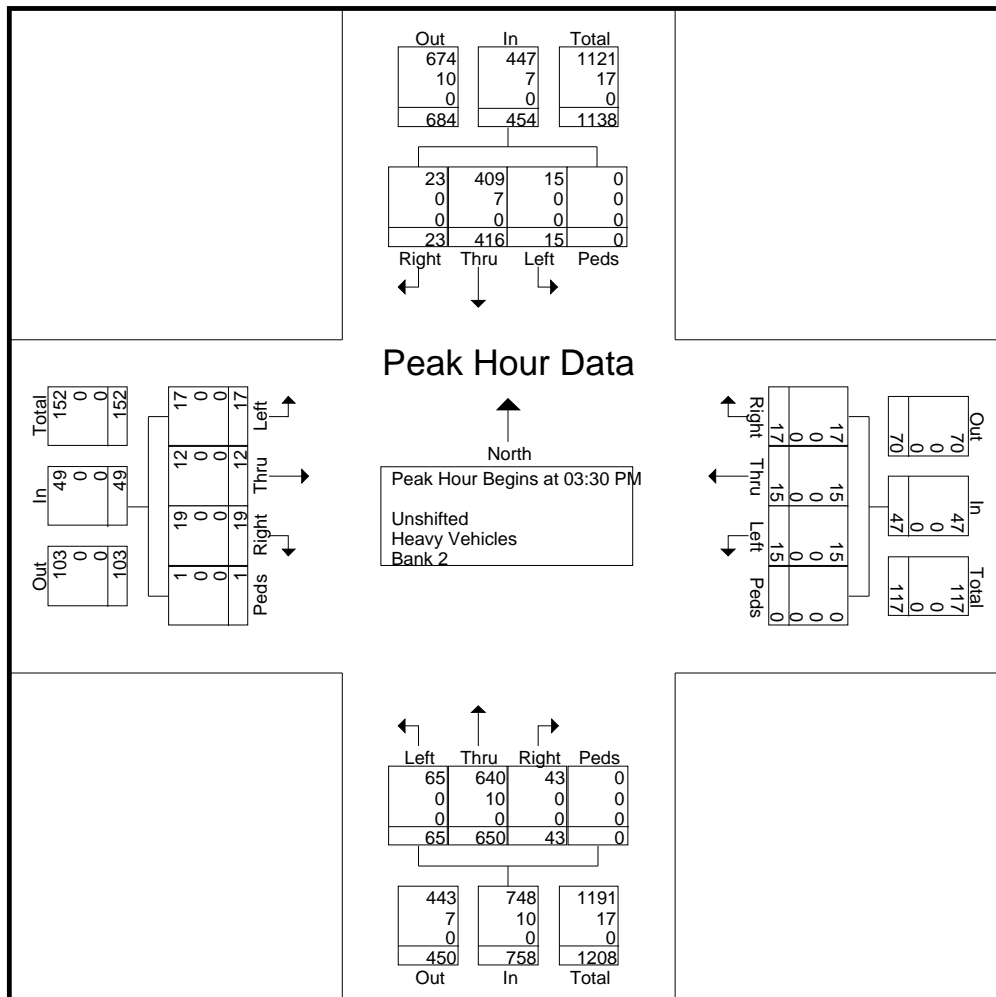 Out In Total
674 447 1121
10 7 17
0 0 0
684 454 1138
23 409 15 0
0 7 0 0
0 0 0 0
23 416 15 0
Right Thru Left Peds
Peak Hour Data
North
Peak Hour Begins at 03:30 PM
Unshifted
Heavy Vehicles
Bank 2
Total
152 0 0 152
In
49 0 0 49
Out
103 0 0 103
17 0 0 17
Left
12 0 0 12
Thru
19 0 0 19
Right
1 0 0 1
Peds
Right
17 0 0 17
Thru
15 0 0 15
Left
15 0 0 15
Peds
0 0 0 0
Out
70 0 0 70
In
47 0 0 47
Total
117 0 0 117
Left Thru Right Peds
65 640 43 0
0 10 0 0
0 0 0 0
65 650 43 0
443 748 1191
7 10 17
0 0 0
450 758 1208
Out In Total